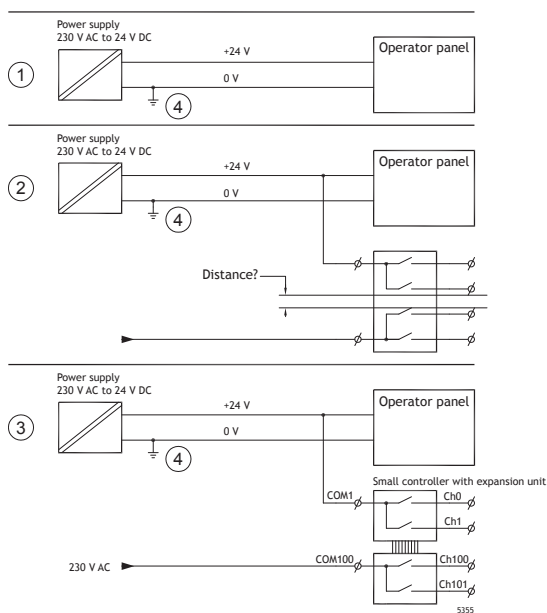 Power supply
230 V AC to 24 V DC
+24 V
Operator panel
1
0 V
4
Power supply
230 V AC to 24 V DC
+24 V
Operator panel
2
0 V
4
Distance?
Power supply
230 V AC to 24 V DC
+24 V
Operator panel
3
0 V
4
Small controller with expansion unit
COM1
Ch0
Ch1
230 V AC
COM100
Ch100
Ch101
5355